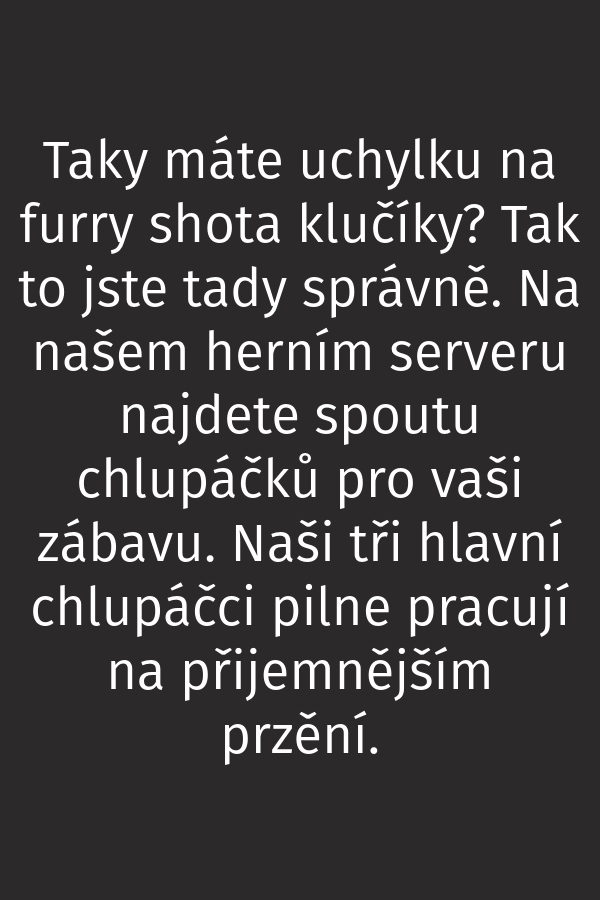 Taky máte uchylku na
furry shota klučíky? Tak
to jste tady správně. Na
našem herním serveru
najdete spoutu
chlupáčků pro vaši
zábavu. Naši tři hlavní
chlupáčci pilne pracují
na přijemnějším
przění.